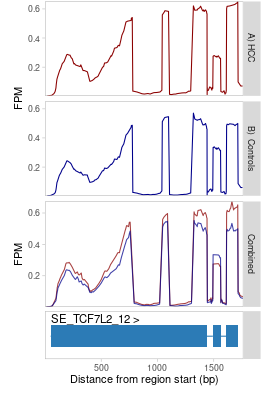 0.6
0.4
0.2
A) HCC
FPM
0.6
0.4
0.2
B) Controls
0.6
0.4
0.2
Combined
FPM
SE_TCF7L2_12 >
500
1000
1500
Distance from region start (bp)